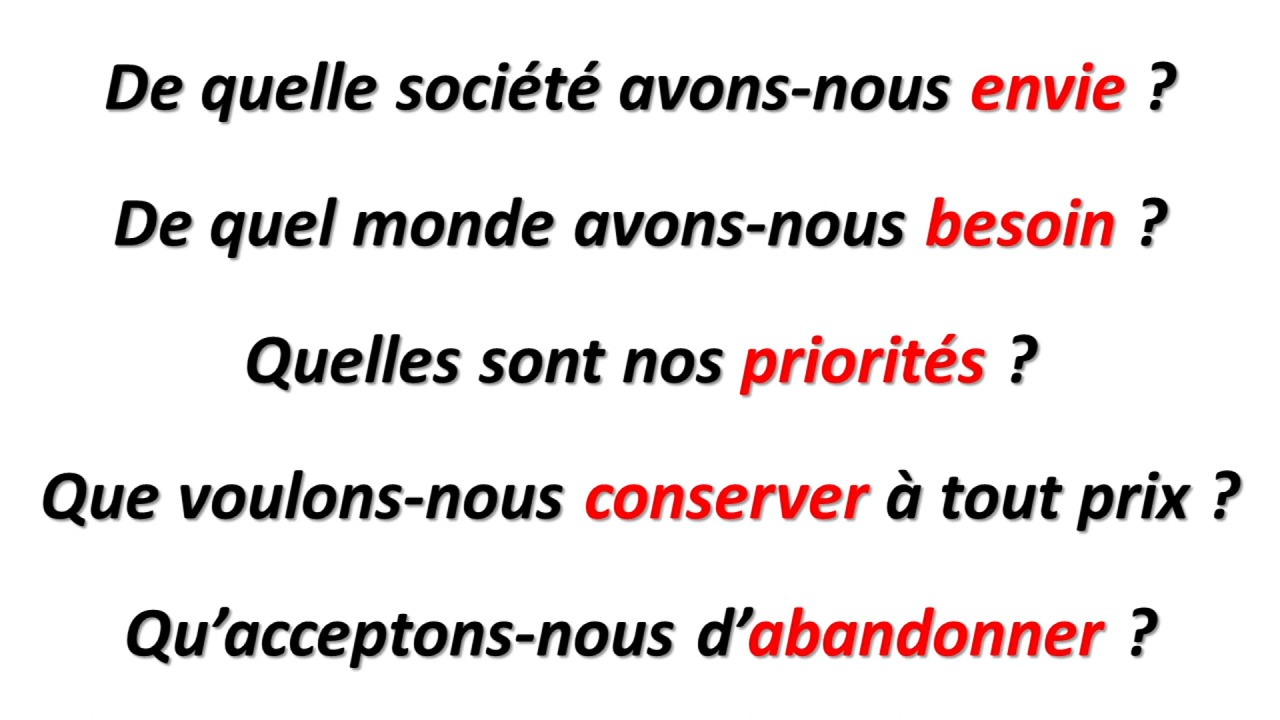 De quelle société avons-nous envie ?
De quel monde avons-nous besoin ?
Quelles sont nos priorités ?
Que voulons-nous conserver à tout prix ?
Qu’acceptons-nous d’abandonner ?